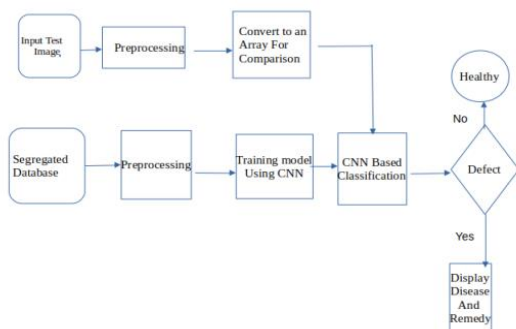 Input Test
Image
Preprocessing
Convert to an
Array For
Comparison
Healthy
No
Segregated
Database
Preprocessing
Training model
Using CNN
CNN Based
Classification
Defect
Yes
Display
Disease
And
Remedy